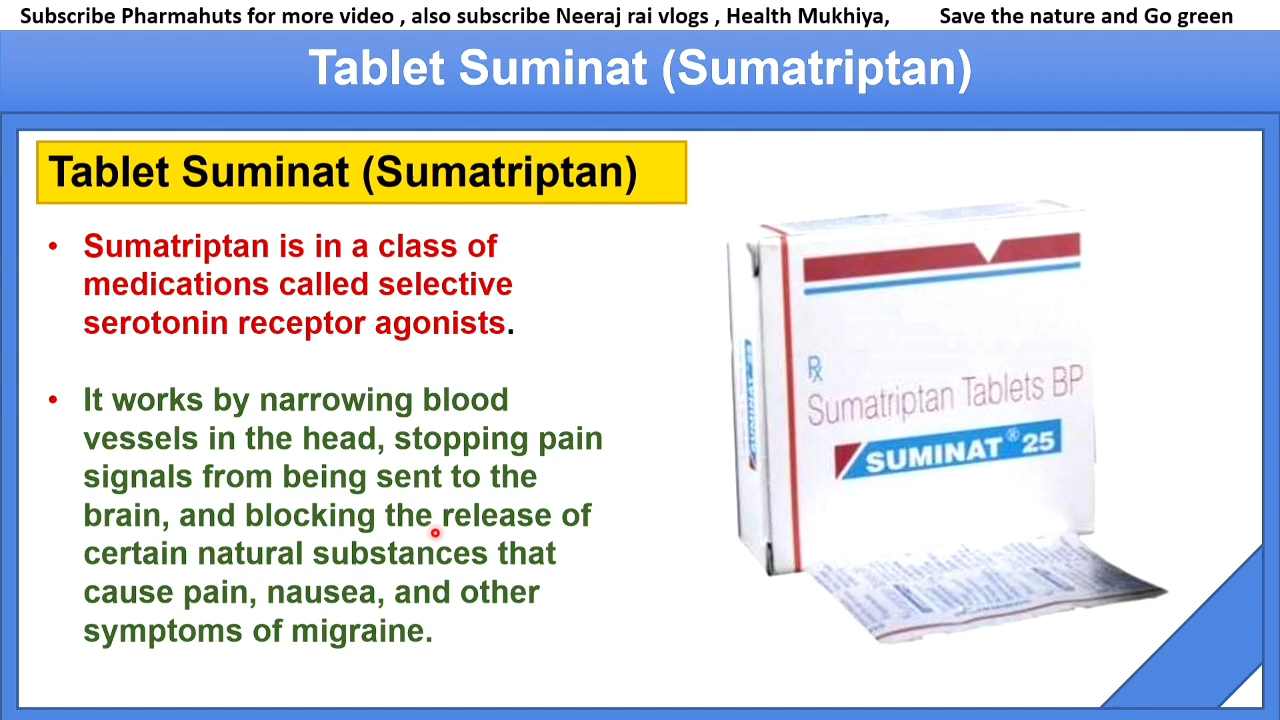 Subscribe Pharmahuts for more video , also subscribe Neeraj rai vlogs , Health Mukhiya, Save the nature and Go green
Tablet Suminat (Sumatriptan)
Tablet Suminat (Sumatriptan)
• Sumatriptan is in a class of
medications called selective
serotonin receptor agonists.
• It works by narrowing blood
vessels in the head, stopping pain
signals from being sent to the
brain, and blocking the release of
certain natural substances that
cause pain, nausea, and other
symptoms of migraine.
Rx
Sumatriptan Tablets BP
SUMINAT® 25
SUMINAT 25